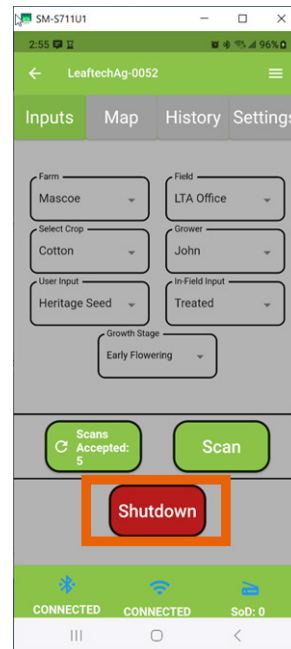 SM-S711U1
2:55 96%
LeaftechAg-0052
Inputs Map History Settings
Farm Field
Mascoe LTA Office
Select Crop Grower
Cotton John
User Input In-Field Input
Heritage Seed Treated
Growth Stage
Early Flowering
Scans
Accepted:
5
Scan
Shutdown
CONNECTED CONNECTED SoD: 0